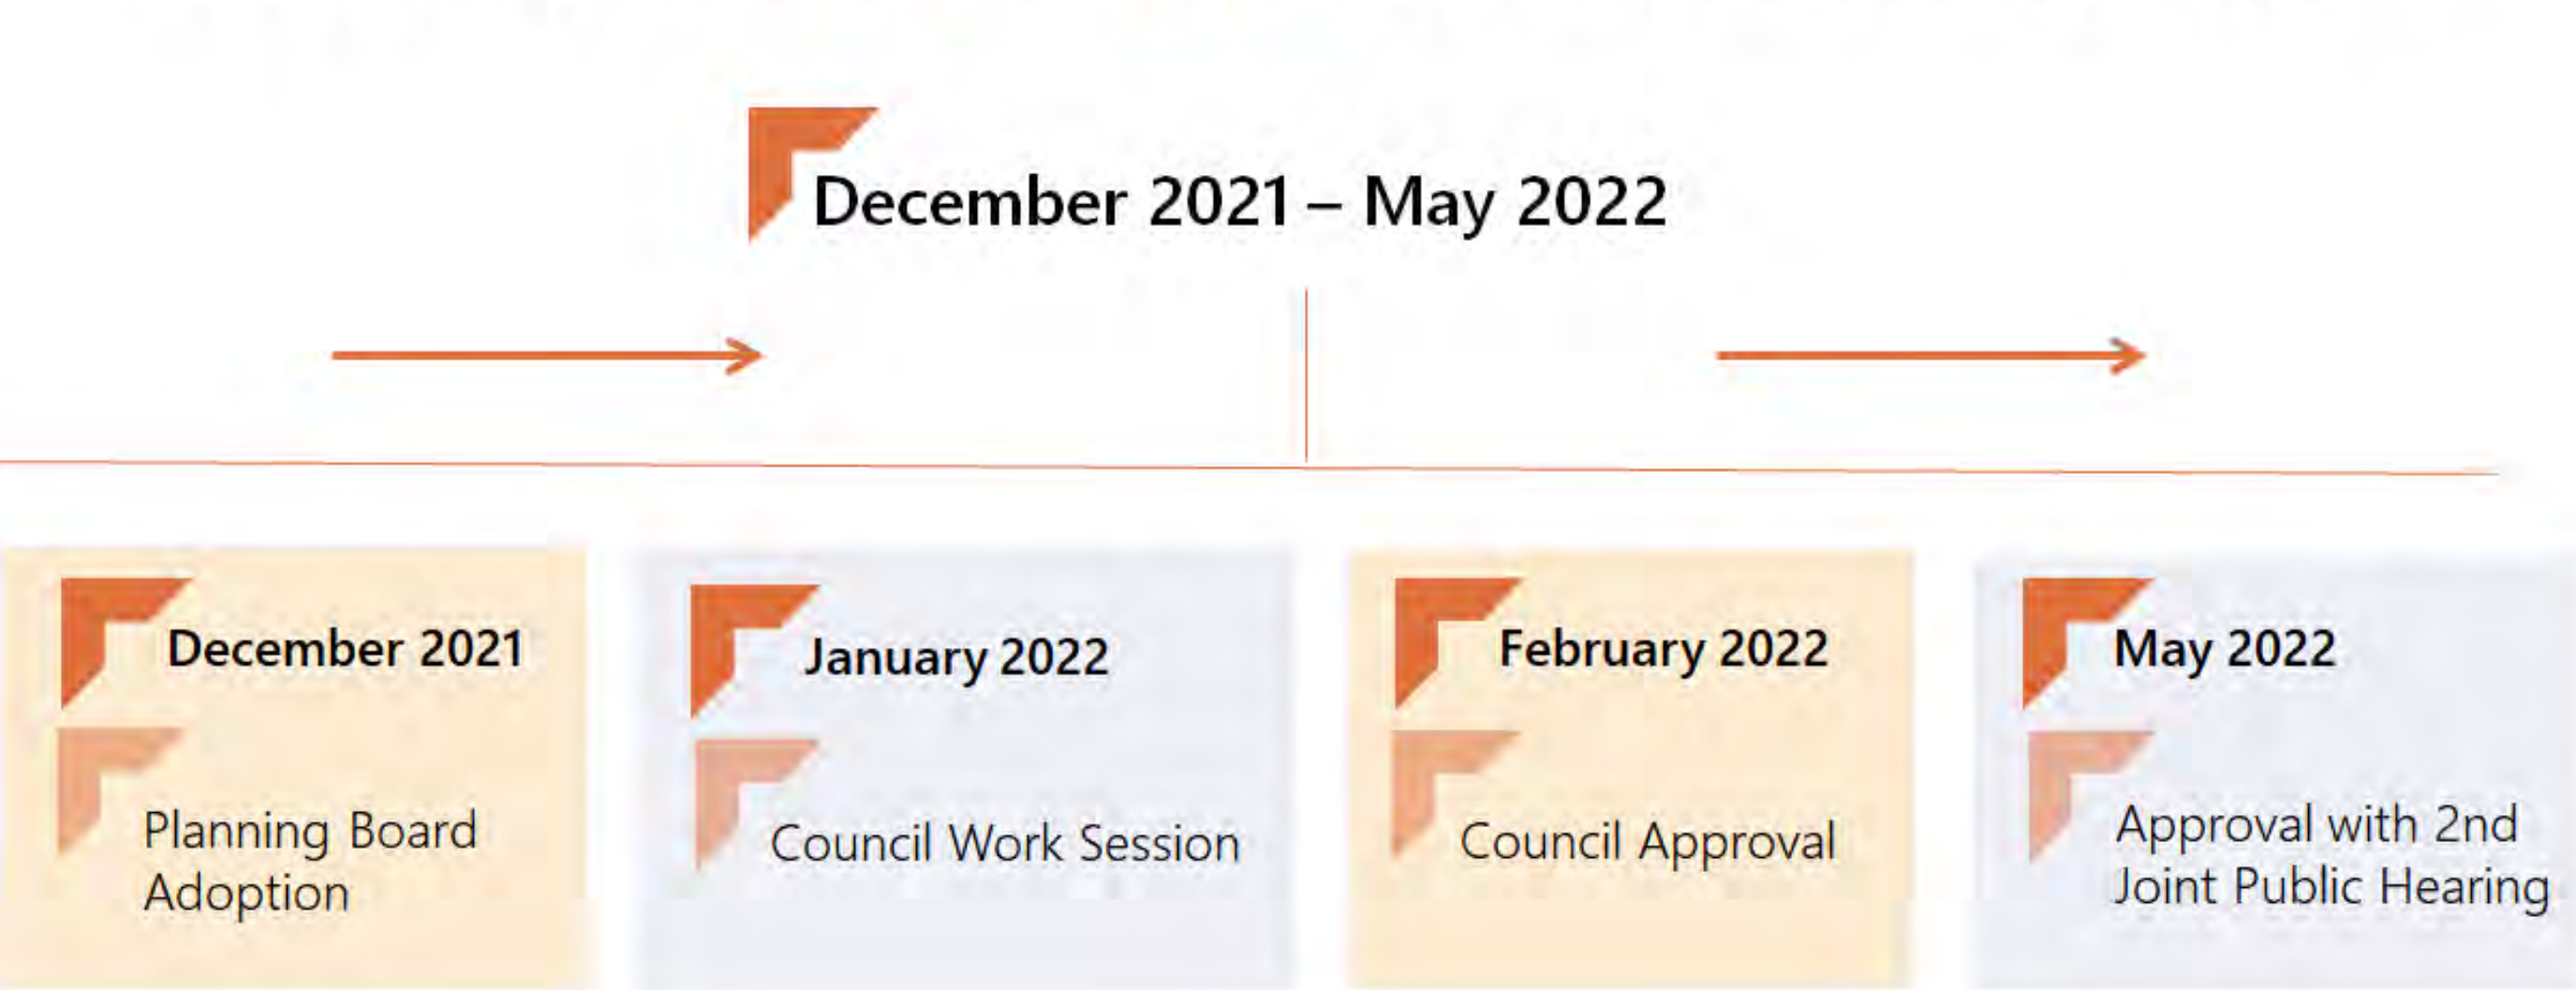 December 2021 – May 2022
December 2021
Planning Board
Adoption
January 2022
Council Work Session
February 2022
Council Approval
May 2022
Approval with 2nd
Joint Public Hearing